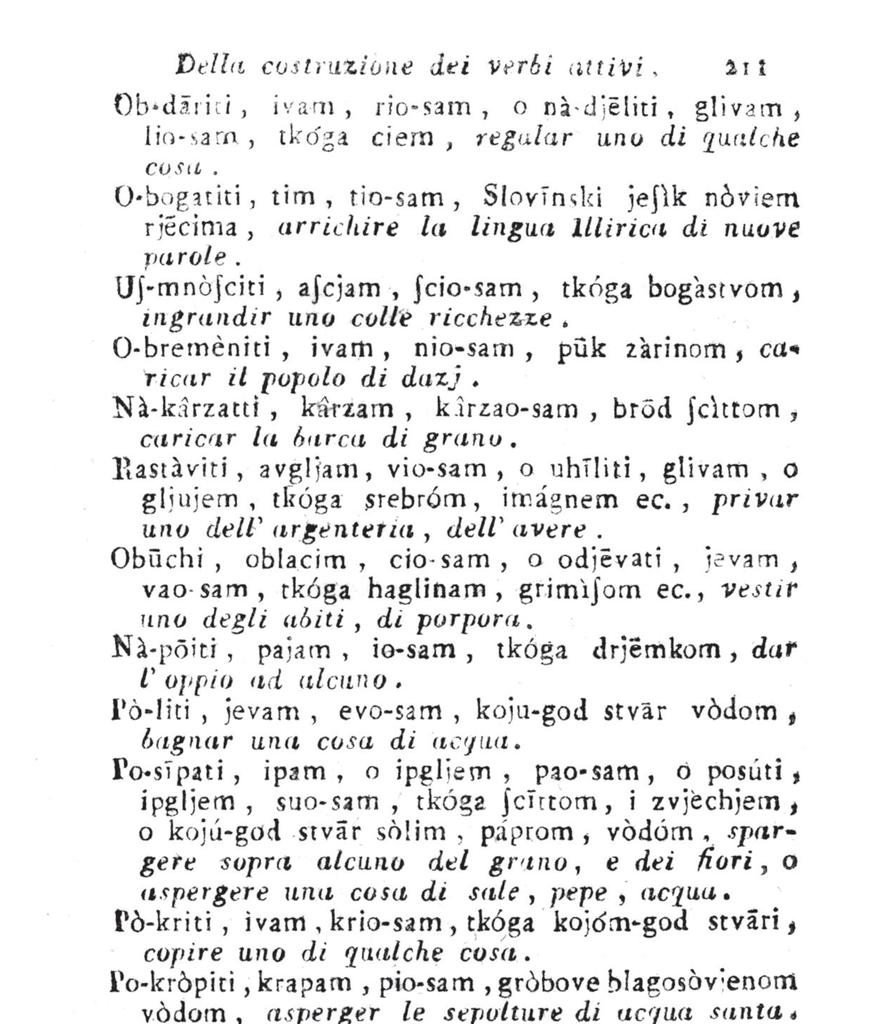 Della costruzione dei verbi attivi. 211
Ob-dāriti, ivam, rio-sam, o nà-djēliti, glivam,
lio-sam, tkóga ciem, regalar uno di qualche
cosa.
O-bogatiti, tim, tio-sam, Slovīnski jeſìk nòviem
rjēcima, arrichire la lingua Illirica di nuove
parole.
Uſ-mnòſciti, aſcjam, ſcio-sam, tkóga bogàstvom,
ingrandir uno colle ricchezze.
O-bremèniti, ivam, nio-sam, pūk zàrinom, ca-
ricar il popolo di dazj.
Nà-kârzatti, kârzam, kârzao-sam, brōd ſcìttom,
caricar la barca di grano.
Rastàviti, avgljam, vio-sam, o uhīliti, glivam, o
gljujem, tkóga srebróm, imágnem ec., privar
uno dell' argenteria, dell' avere.
Obūchi, oblacim, cio-sam, o odjēvati, jevam,
vao-sam, tkóga haglinam, grimìſom ec., vestir
uno degli abiti, di porpora.
Nà-pōiti, pajam, io-sam, tkóga drjēmkom, dar
l' oppio ad alcuno.
Pò-liti, jevam, evo-sam, koju-god stvār vòdom,
bagnar una cosa di acqua.
Po-sīpati, ipam, o ipgljem, pao-sam, o posúti,
ipgljem, suo-sam, tkóga ſcīttom, i zvjèchjem,
o kojú-god stvār sòlim, páprom, vòdóm, spar-
gere sopra alcuno del grano, e dei fiori, o
aspergere una cosa di sale, pepe, acqua.
Pò-kriti, ivam, krio-sam, tkóga kojóm-god stvāri,
copire uno di qualche cosa.
Po-kròpiti, krapam, pio-sam, gròbove blagosòvienom
vòdom, asperger le sepolture di acqua santa.